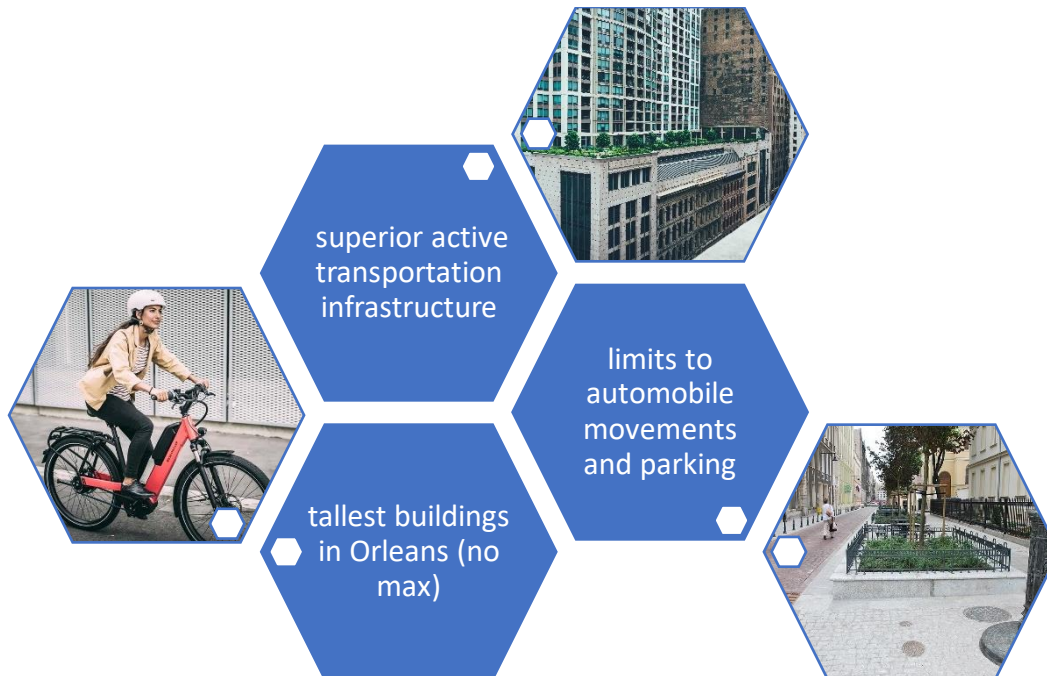 superior active
transportation
infrastructure
limits to
automobile
movements
and parking
tallest buildings
in Orleans (no
max)